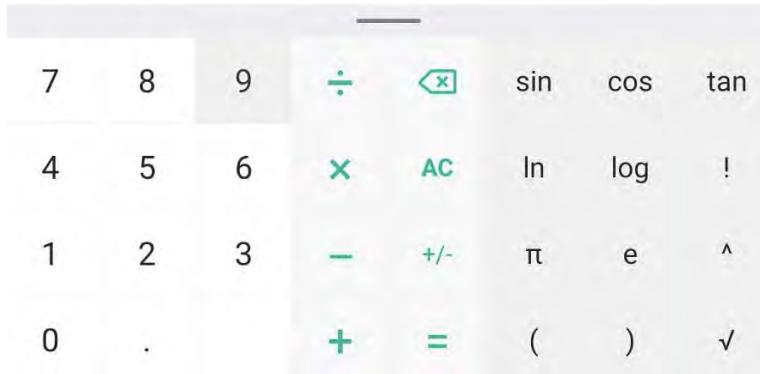 7 8 9 ÷ sin cos tan
4 5 6 × AC ln log !
1 2 3 − +/- π e ^
0 . + = ( ) √